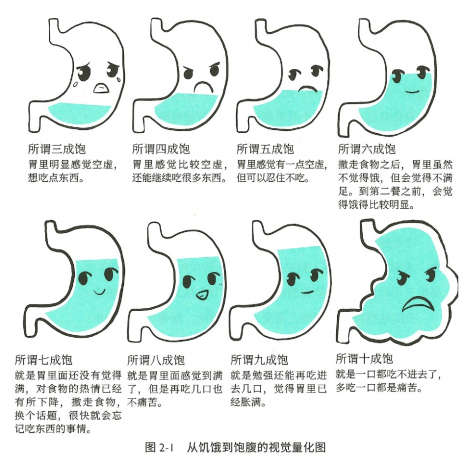 所谓三成饱
胃里明显感觉空虚，
想吃点东西。
所谓四成饱
胃里感觉比较空虚，
还能继续吃很多东西。
所谓五成饱
胃里感觉有一点空虚，
但可以忍住不吃。
所谓六成饱
撤走食物之后，胃里虽然
不觉得饿，但会觉得不满
足。到第二餐之前，会觉
得饿得比较明显。
所谓七成饱
就是胃里面还没有觉得
满，对食物的热情已经
有所下降，撤走食物，
换个话题，很快就会忘
记吃东西的事情。
所谓八成饱
就是胃里面感觉到满
了，但是再吃几口也
不痛苦。
所谓九成饱
就是勉强还能再吃进
去几口，觉得胃里已
经胀满。
所谓十成饱
就是一口都吃不进去了，
多吃一口都是痛苦。
图 2-1 从饥饿到饱腹的视觉量化图